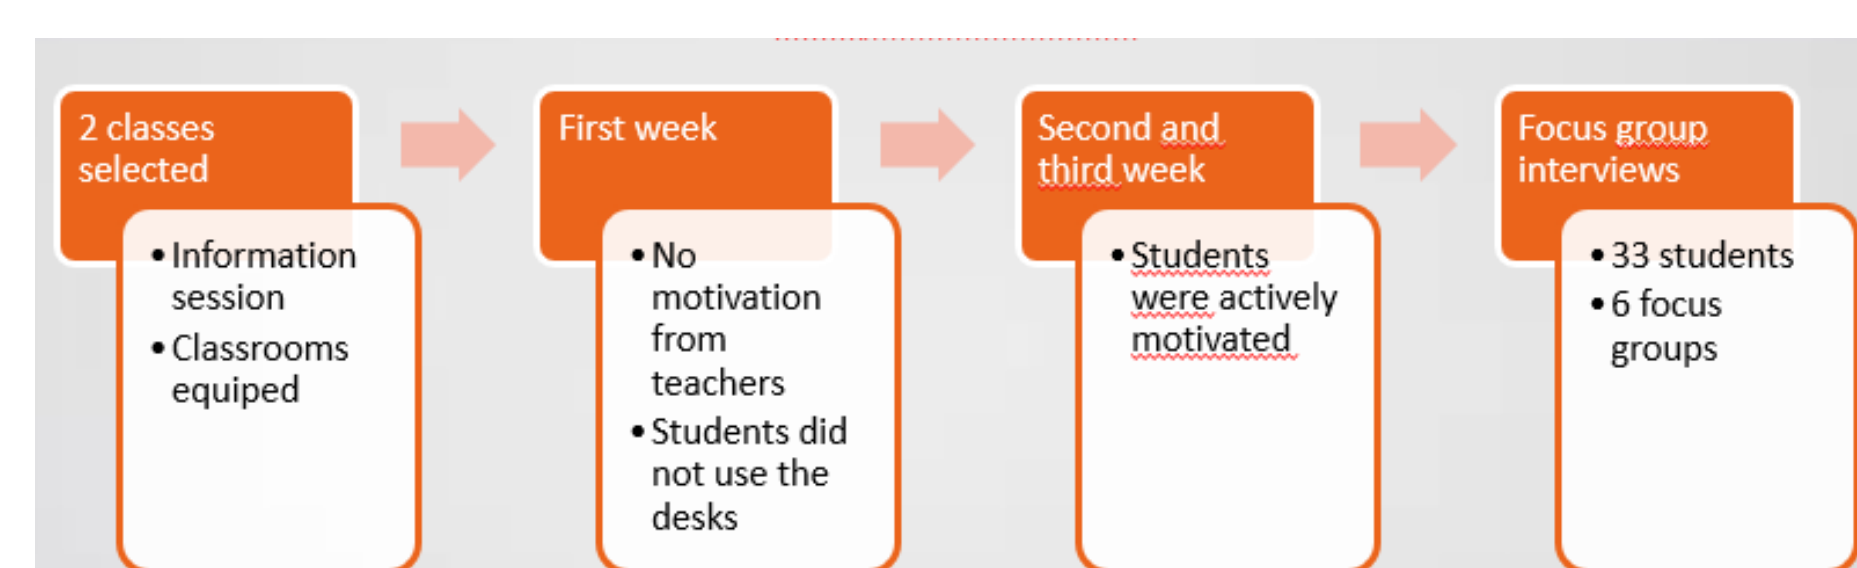 2 classes
selected
• Information
session
• Classrooms
equiped
First week
• No
motivation
from
teachers
• Students did
not use the
desks
Second and
third week
• Students
were actively
motivated
Focus group
interviews
• 33 students
• 6 focus
groups